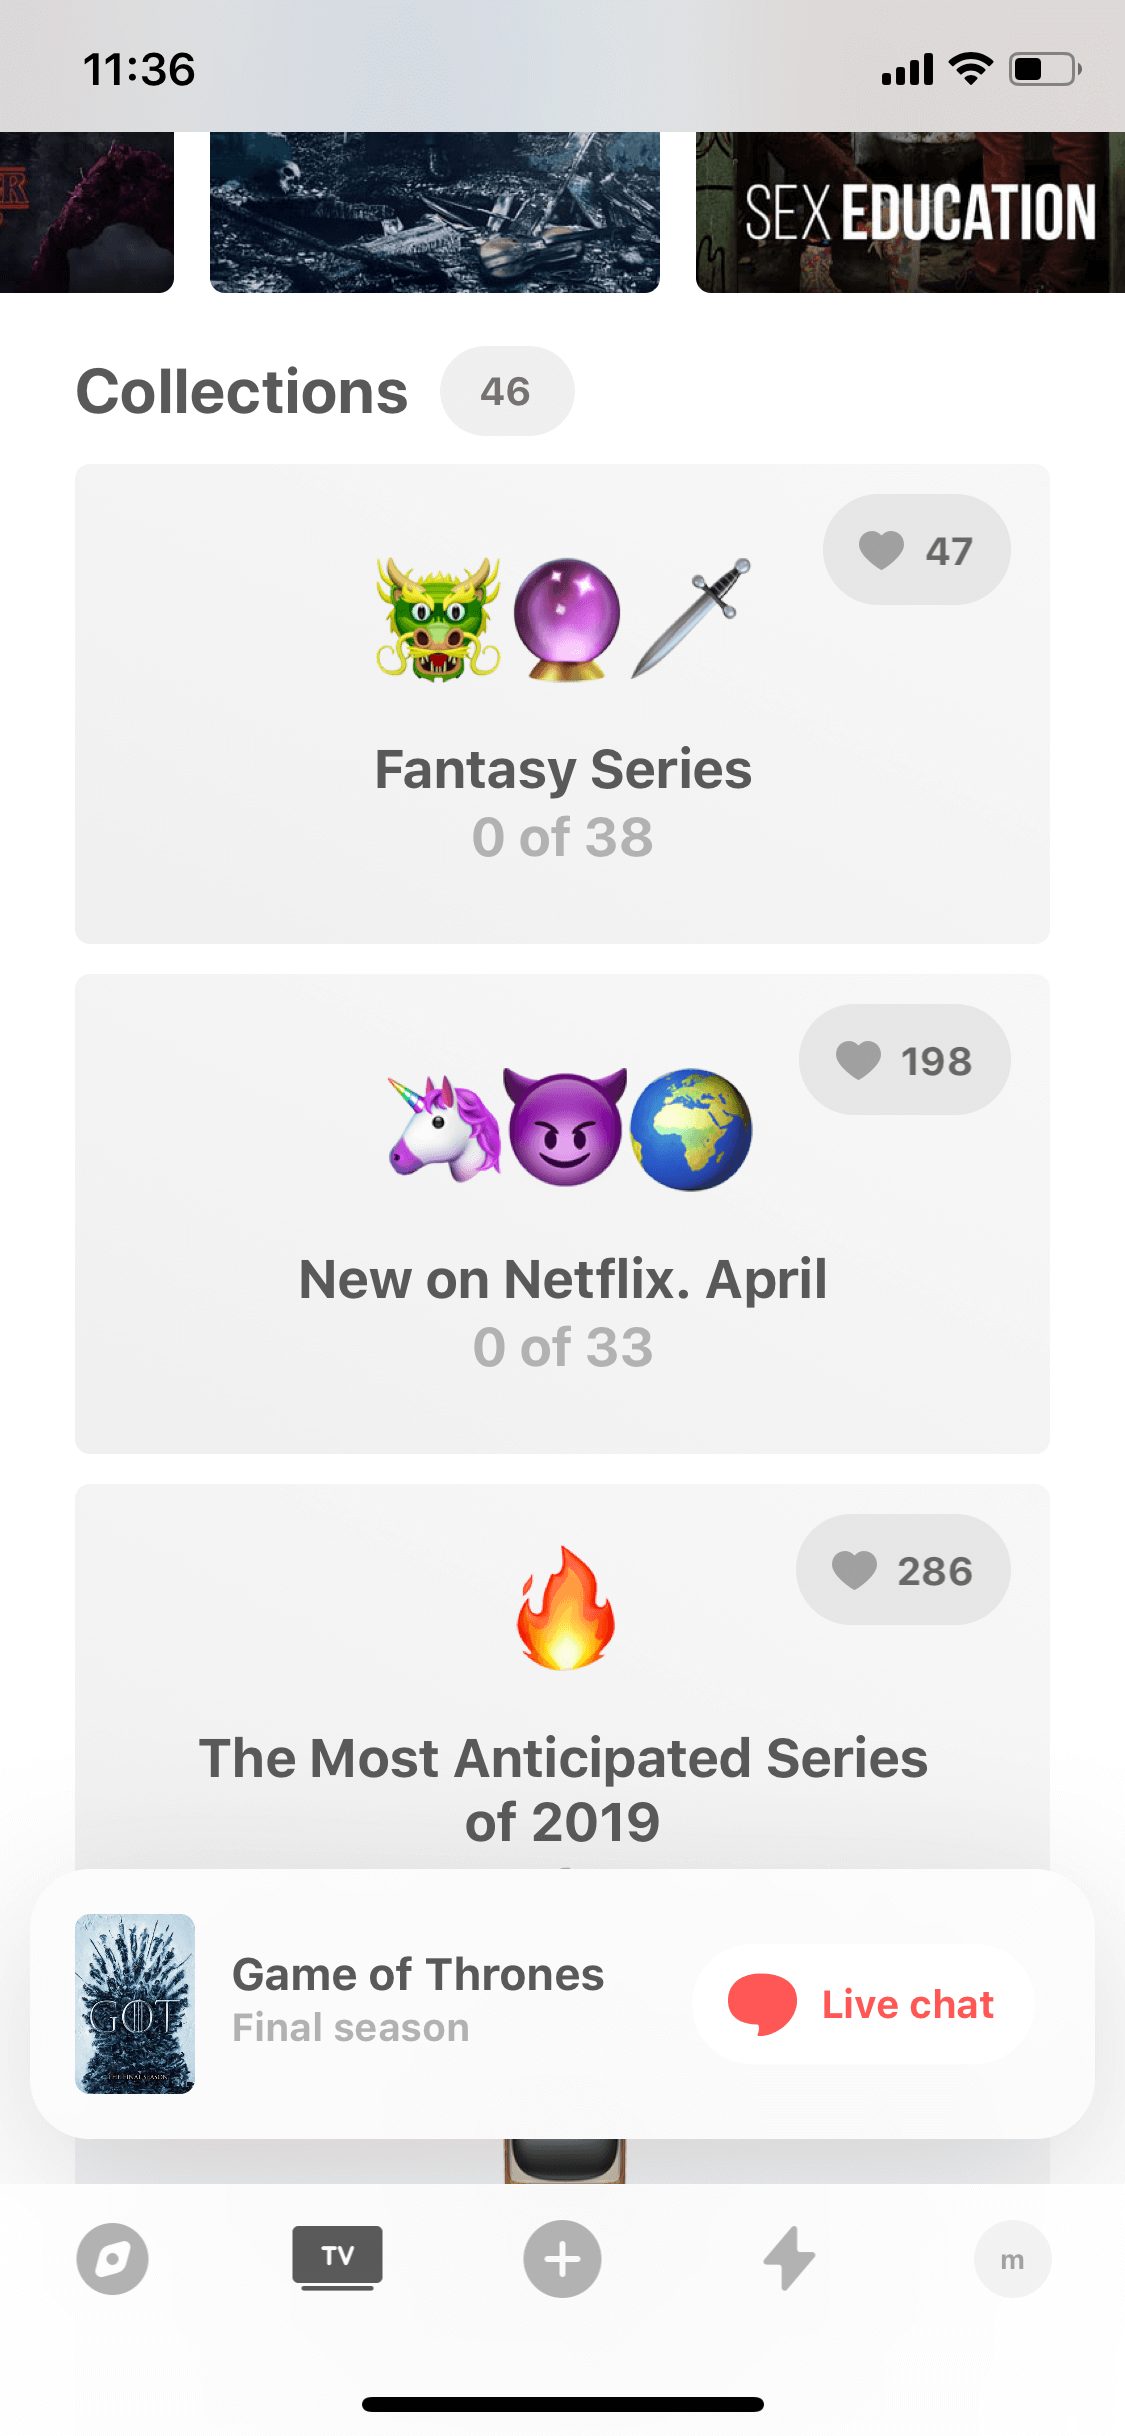 11:36
SEX EDUCATION
Collections
46
47
Fantasy Series
0 of 38
198
New on Netflix. April
0 of 33
286
The Most Anticipated Series
of 2019
GOT
THE FINAL SEASON
Game of Thrones
Final season
Live chat
TV
m